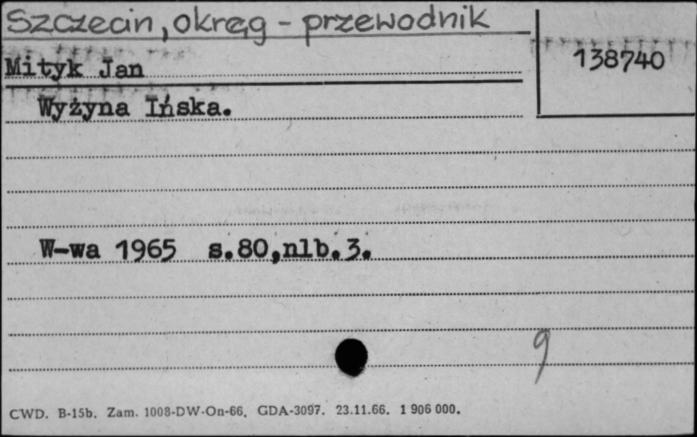 Szczecin, okręg - przewodnik
138740
Mityk Jan
Wyżyna Ińska.
W-wa 1965 s.80,nlb.3.
9
CWD. B-15b. Zam. 1008-DW-On-66. GDA-3097. 23.11.66. 1 906 000.